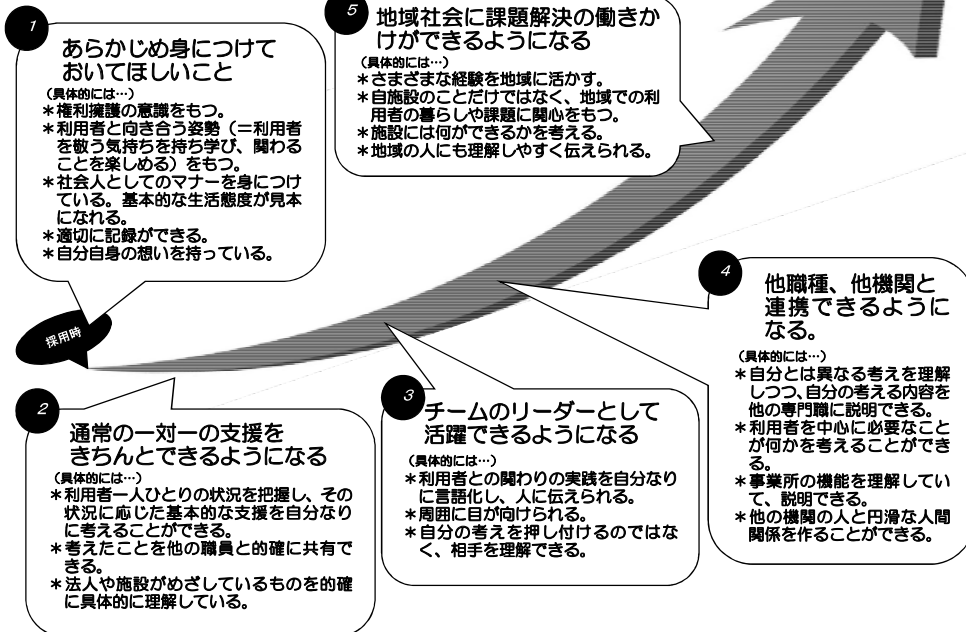 1
あらかじめ身につけて
おいてほしいこと
（具体的には…）
＊権利擁護の意識をもつ。
＊利用者と向き合う姿勢（＝利用者
を敬う気持ちを持ち学び、関わる
ことを楽しめる）をもつ。
＊社会人としてのマナーを身につけ
ている。基本的な生活態度が見本
になれる。
＊適切に記録ができる。
＊自分自身の想いを持っている。
採用時
2
通常の一対一の支援を
きちんとできるようになる
（具体的には…）
＊利用者一人ひとりの状況を把握し、その
状況に応じた基本的な支援を自分なり
に考えることができる。
＊考えたことを他の職員と的確に共有で
きる。
＊法人や施設がめざしているものを的確
に具体的に理解している。
3
チームのリーダーとして
活躍できるようになる
（具体的には…）
＊利用者との関わりの実践を自分なり
に言語化し、人に伝えられる。
＊周囲に目が向けられる。
＊自分の考えを押し付けるのではな
く、相手を理解できる。
4
他職種、他機関と
連携できるように
なる。
（具体的には…）
＊自分とは異なる考えを理解
しつつ、自分の考える内容を
他の専門職に説明できる。
＊利用者を中心に必要なこと
が何かを考えることができ
る。
＊事業所の機能を理解してい
て、説明できる。
＊他の機関の人と円滑な人間
関係を作ることができる。
5
地域社会に課題解決の働きか
けができるようになる
（具体的には…）
＊さまざまな経験を地域に活かす。
＊自施設のことだけではなく、地域での利
用者の暮らしや課題に関心をもつ。
＊施設には何ができるかを考える。
＊地域の人にも理解しやすく伝えられる。